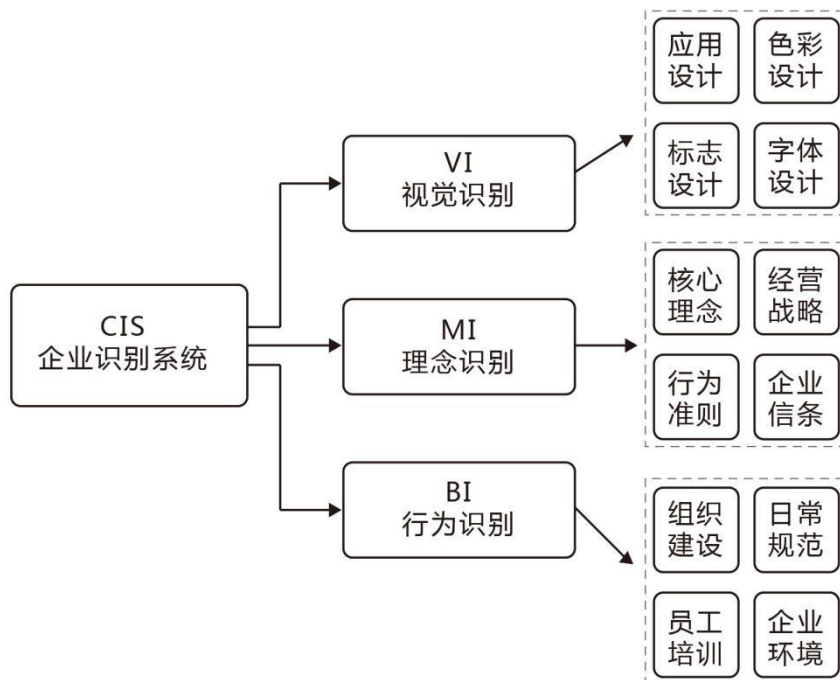 CIS
企业识别系统
VI
视觉识别
应用
设计
色彩
设计
标志
设计
字体
设计
MI
理念识别
核心
理念
经营
战略
行为
准则
企业
信条
BI
行为识别
组织
建设
日常
规范
员工
培训
企业
环境